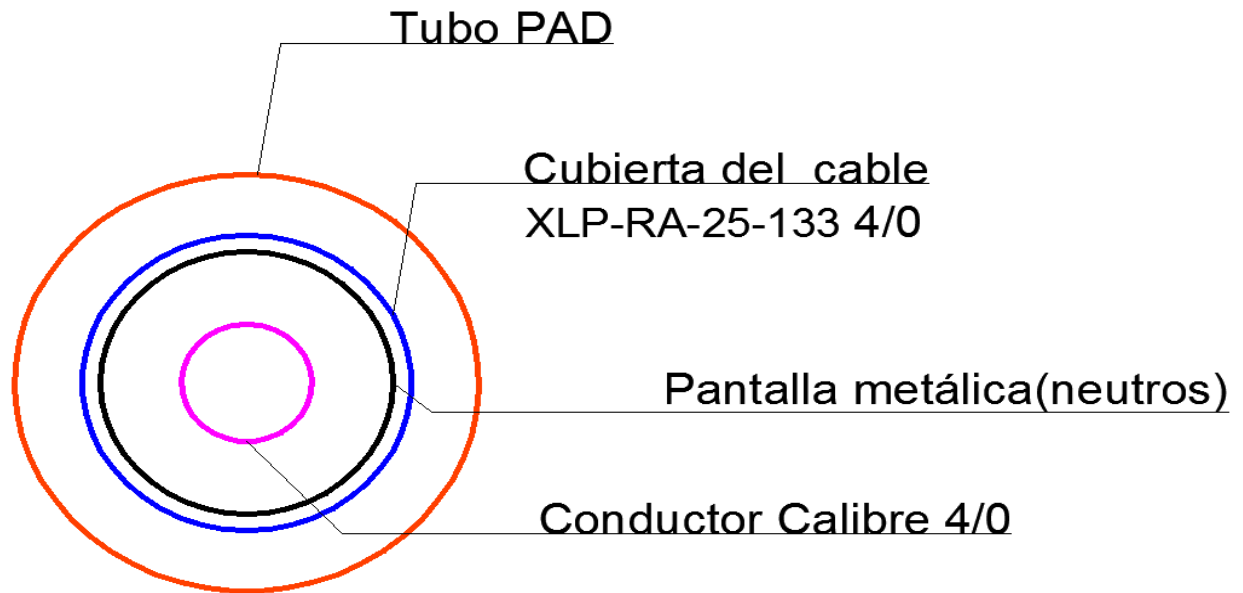 Tubo PAD
Cubierta del cable
XLP-RA-25-133 4/0
Pantalla metálica(neutros)
Conductor Calibre 4/0